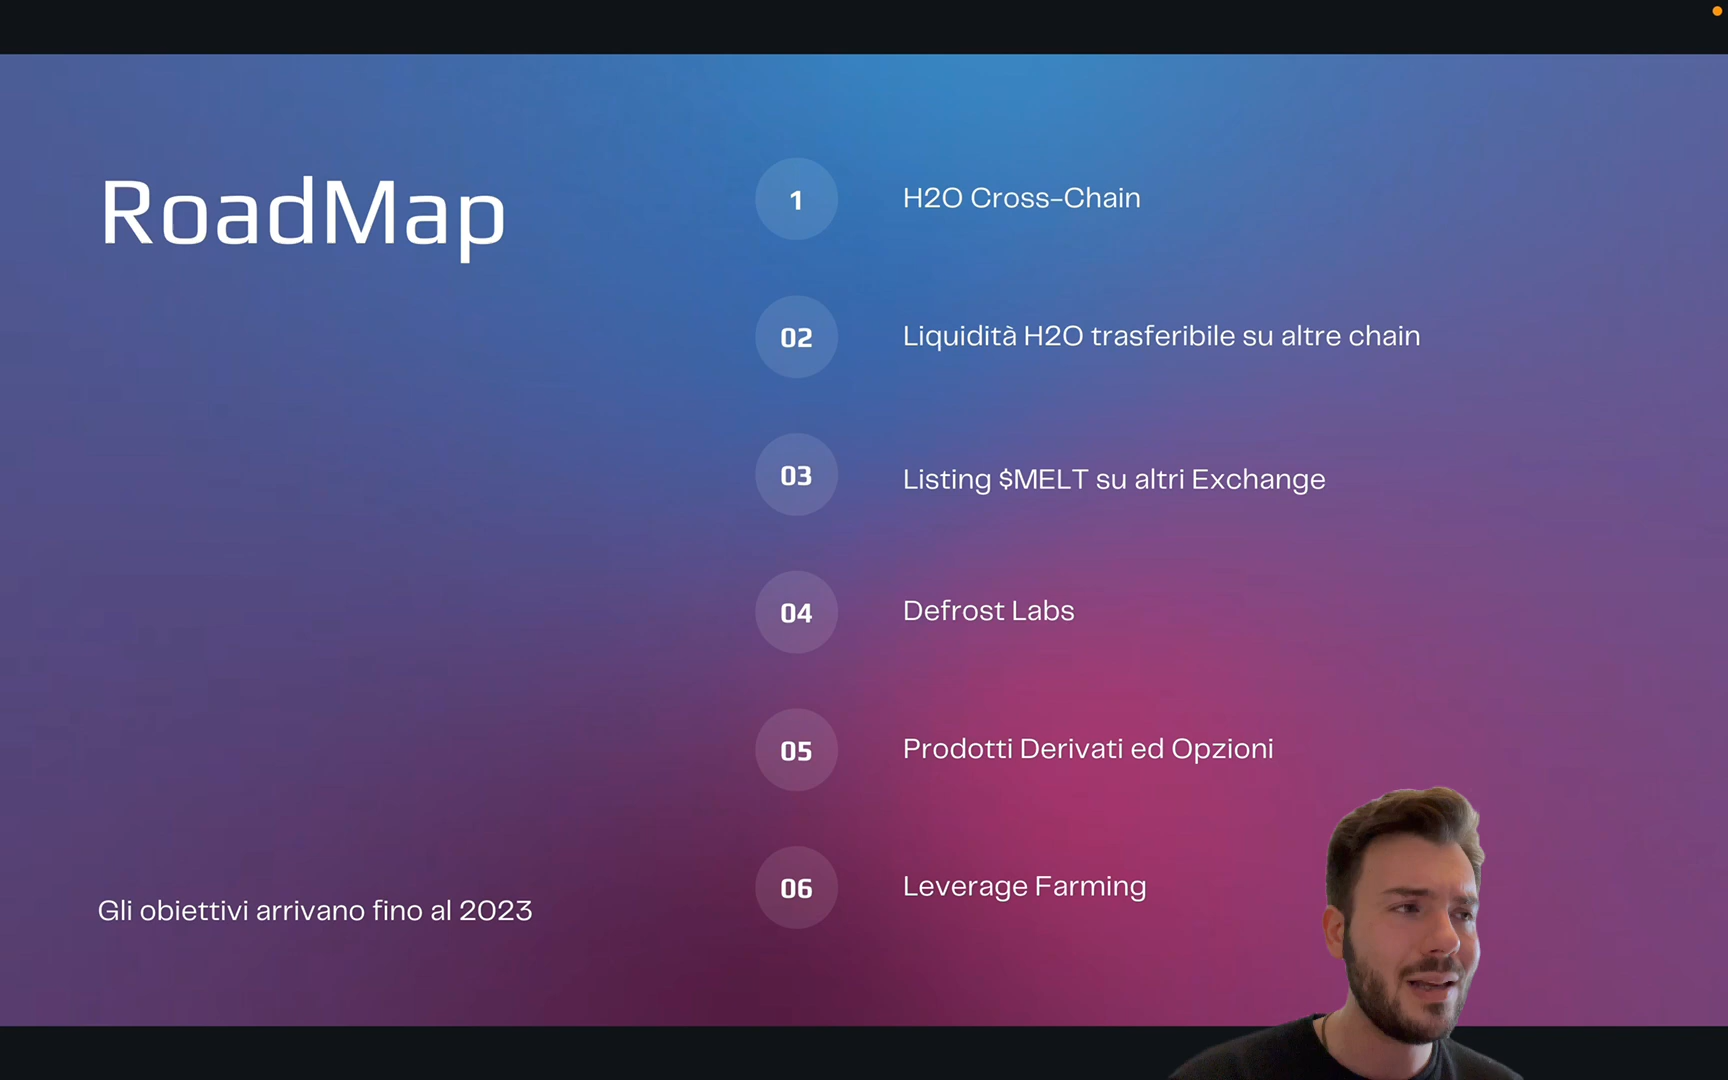 RoadMap
1
H2O Cross-Chain
02
Liquidità H2O trasferibile su altre chain
03
Listing $MELT su altri Exchange
04
Defrost Labs
05
Prodotti Derivati ed Opzioni
06
Leverage Farming
Gli obiettivi arrivano fino al 2023